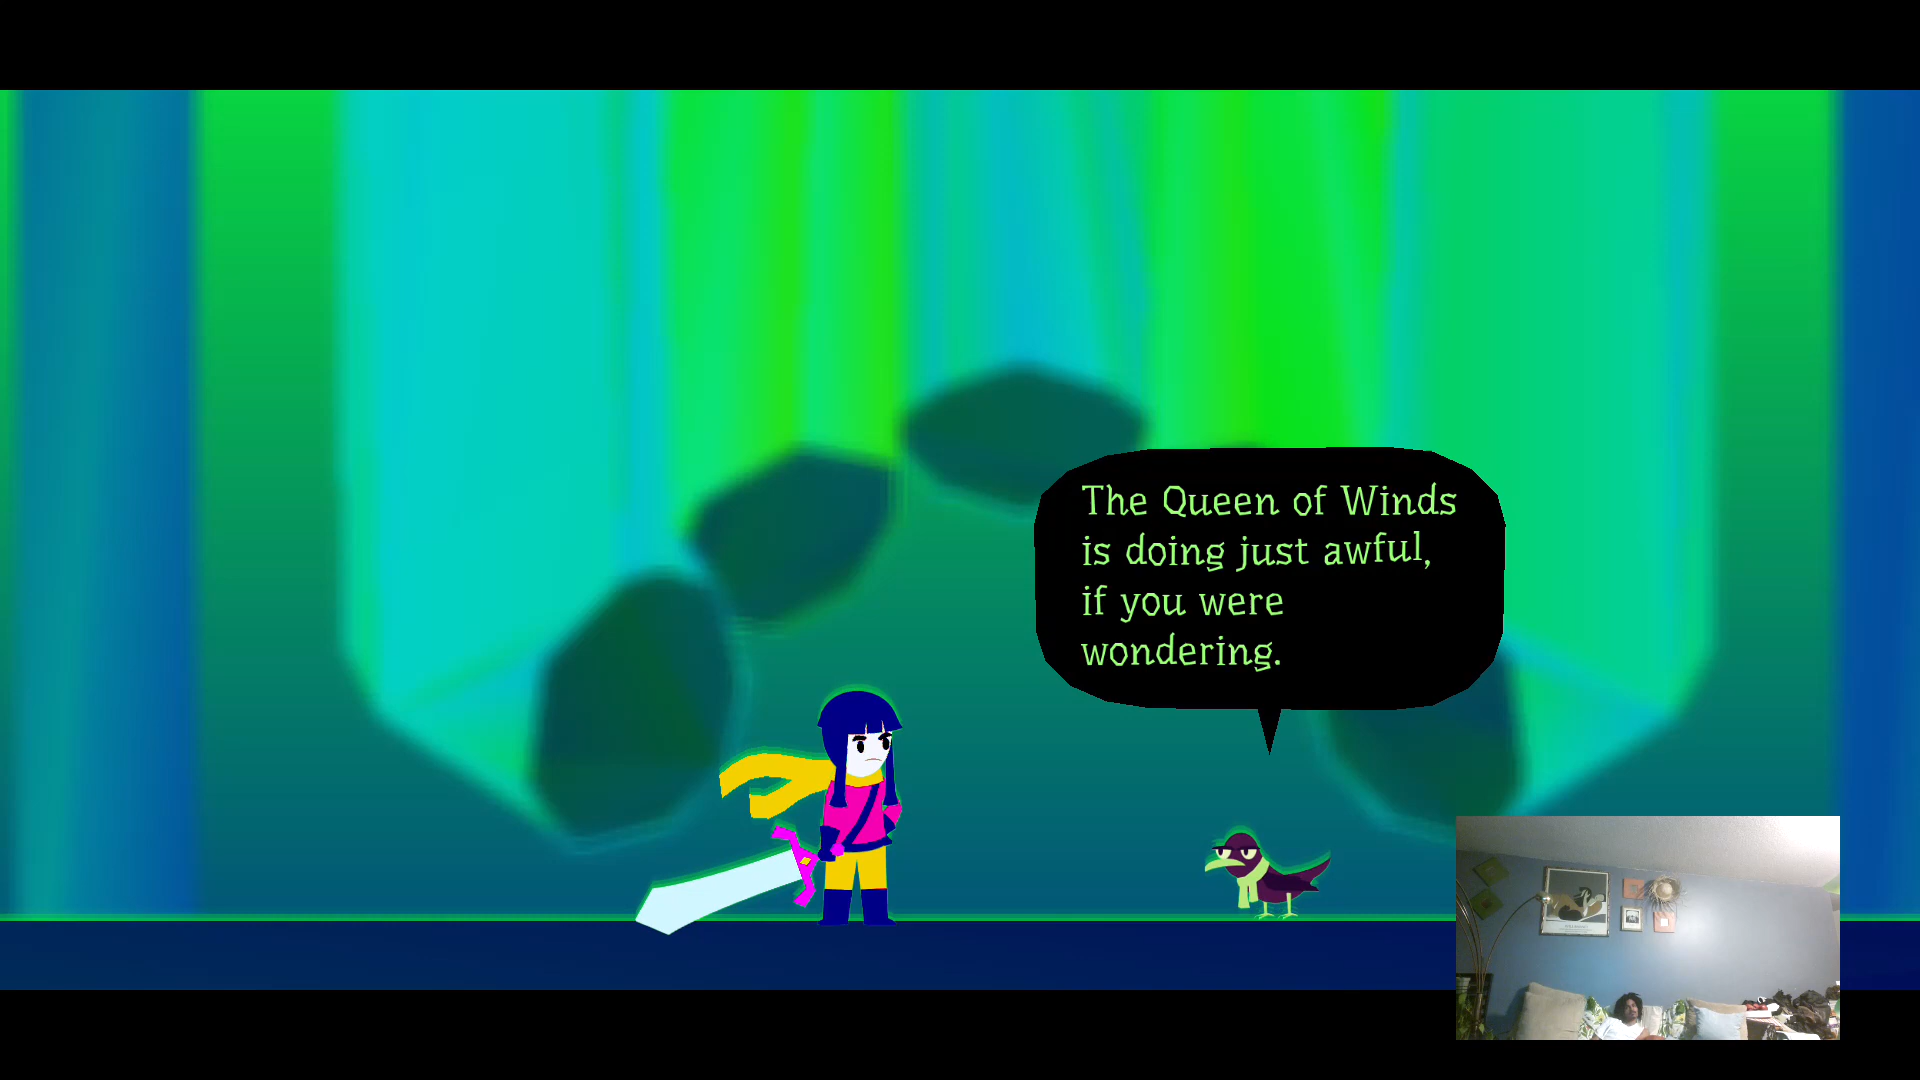 The Queen of Winds
is doing just awful,
if you were
wondering.